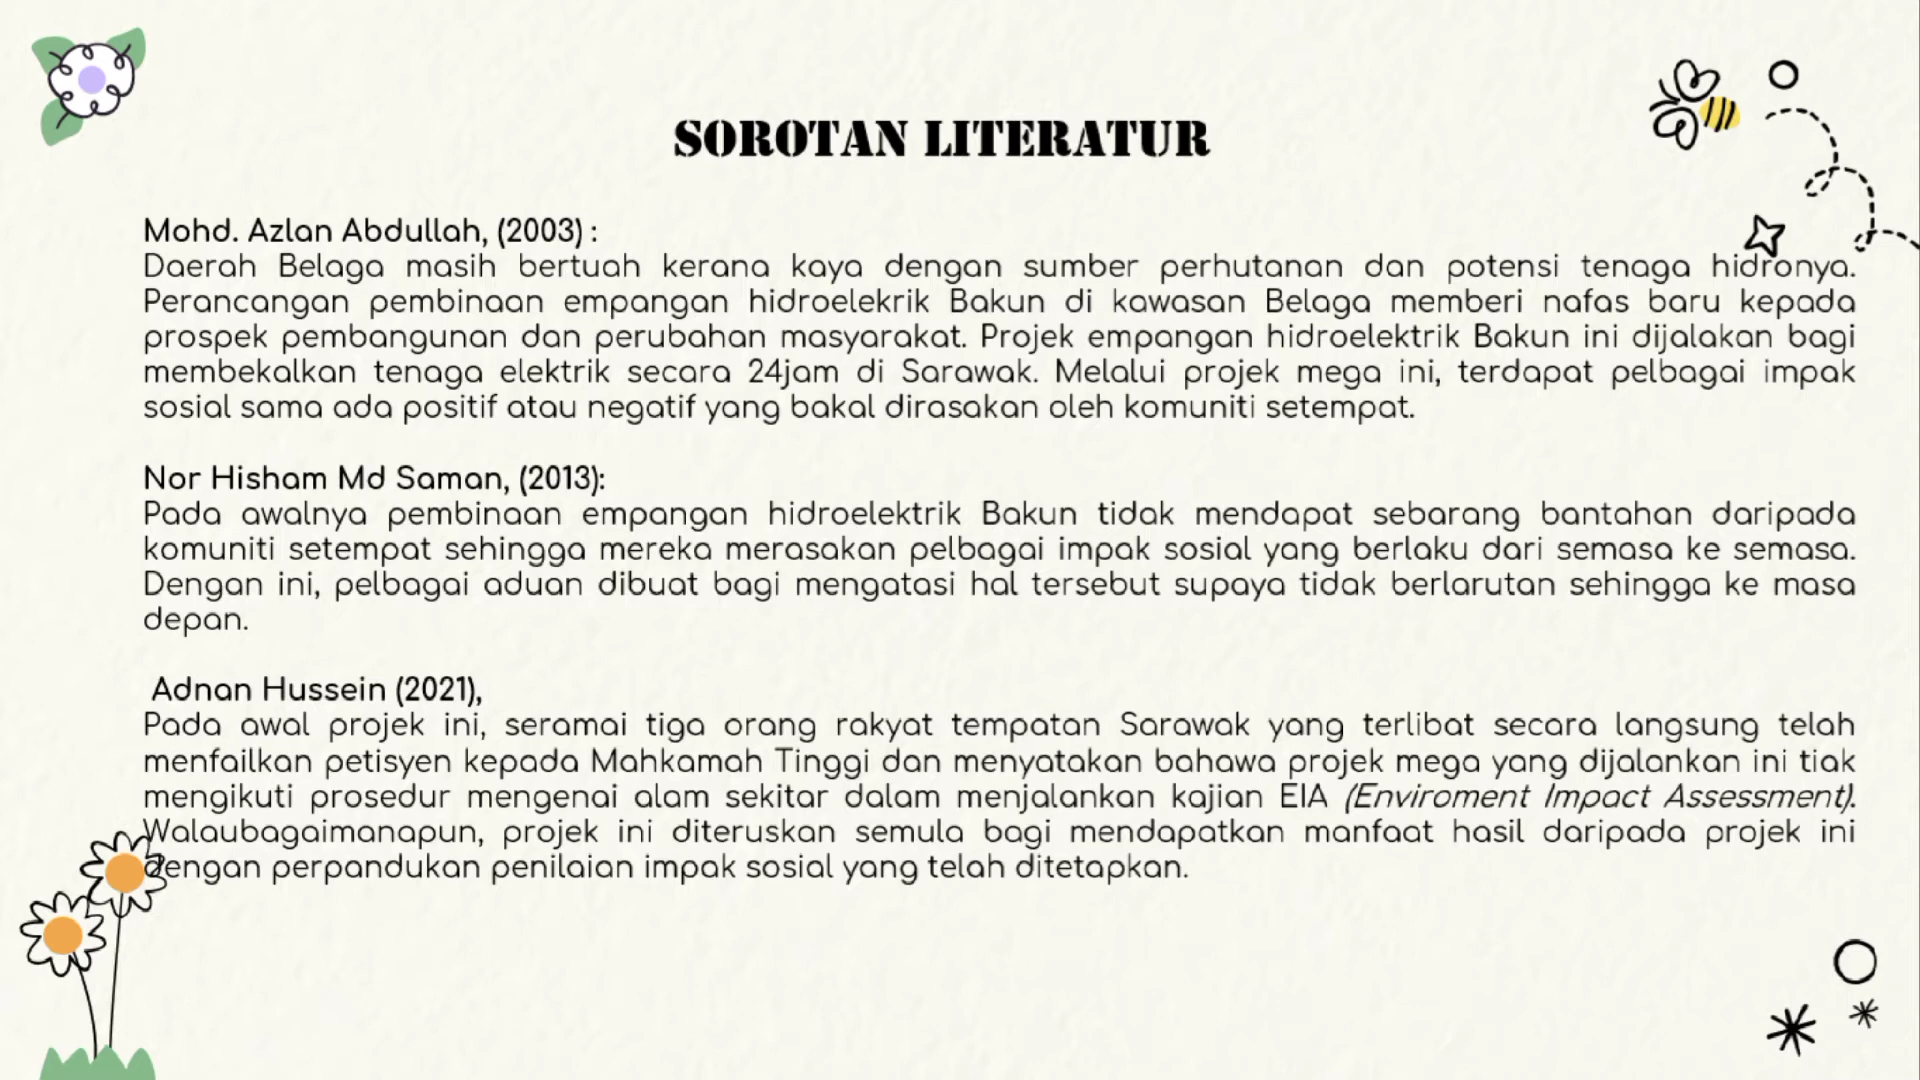 SOROTAN LITERATUR
Mohd. Azlan Abdullah, (2003) :
Daerah Belaga masih bertuah kerana kaya dengan sumber perhutanan dan potensi tenaga hidronya.
Perancangan pembinaan empangan hidroelekrik Bakun di kawasan Belaga memberi nafas baru kepada
prospek pembangunan dan perubahan masyarakat. Projek empangan hidroelektrik Bakun ini dijalakan bagi
membekalkan tenaga elektrik secara 24jam di Sarawak. Melalui projek mega ini, terdapat pelbagai impak
sosial sama ada positif atau negatif yang bakal dirasakan oleh komuniti setempat.
Nor Hisham Md Saman, (2013):
Pada awalnya pembinaan empangan hidroelektrik Bakun tidak mendapat sebarang bantahan daripada
komuniti setempat sehingga mereka merasakan pelbagai impak sosial yang berlaku dari semasa ke semasa.
Dengan ini, pelbagai aduan dibuat bagi mengatasi hal tersebut supaya tidak berlarutan sehingga ke masa
depan.
Adnan Hussein (2021),
Pada awal projek ini, seramai tiga orang rakyat tempatan Sarawak yang terlibat secara langsung telah
menfailkan petisyen kepada Mahkamah Tinggi dan menyatakan bahawa projek mega yang dijalankan ini tiak
mengikuti prosedur mengenai alam sekitar dalam menjalankan kajian EIA (Enviroment Impact Assessment).
Walaubagaimanapun, projek ini diteruskan semula bagi mendapatkan manfaat hasil daripada projek ini
dengan perpandukan penilaian impak sosial yang telah ditetapkan.